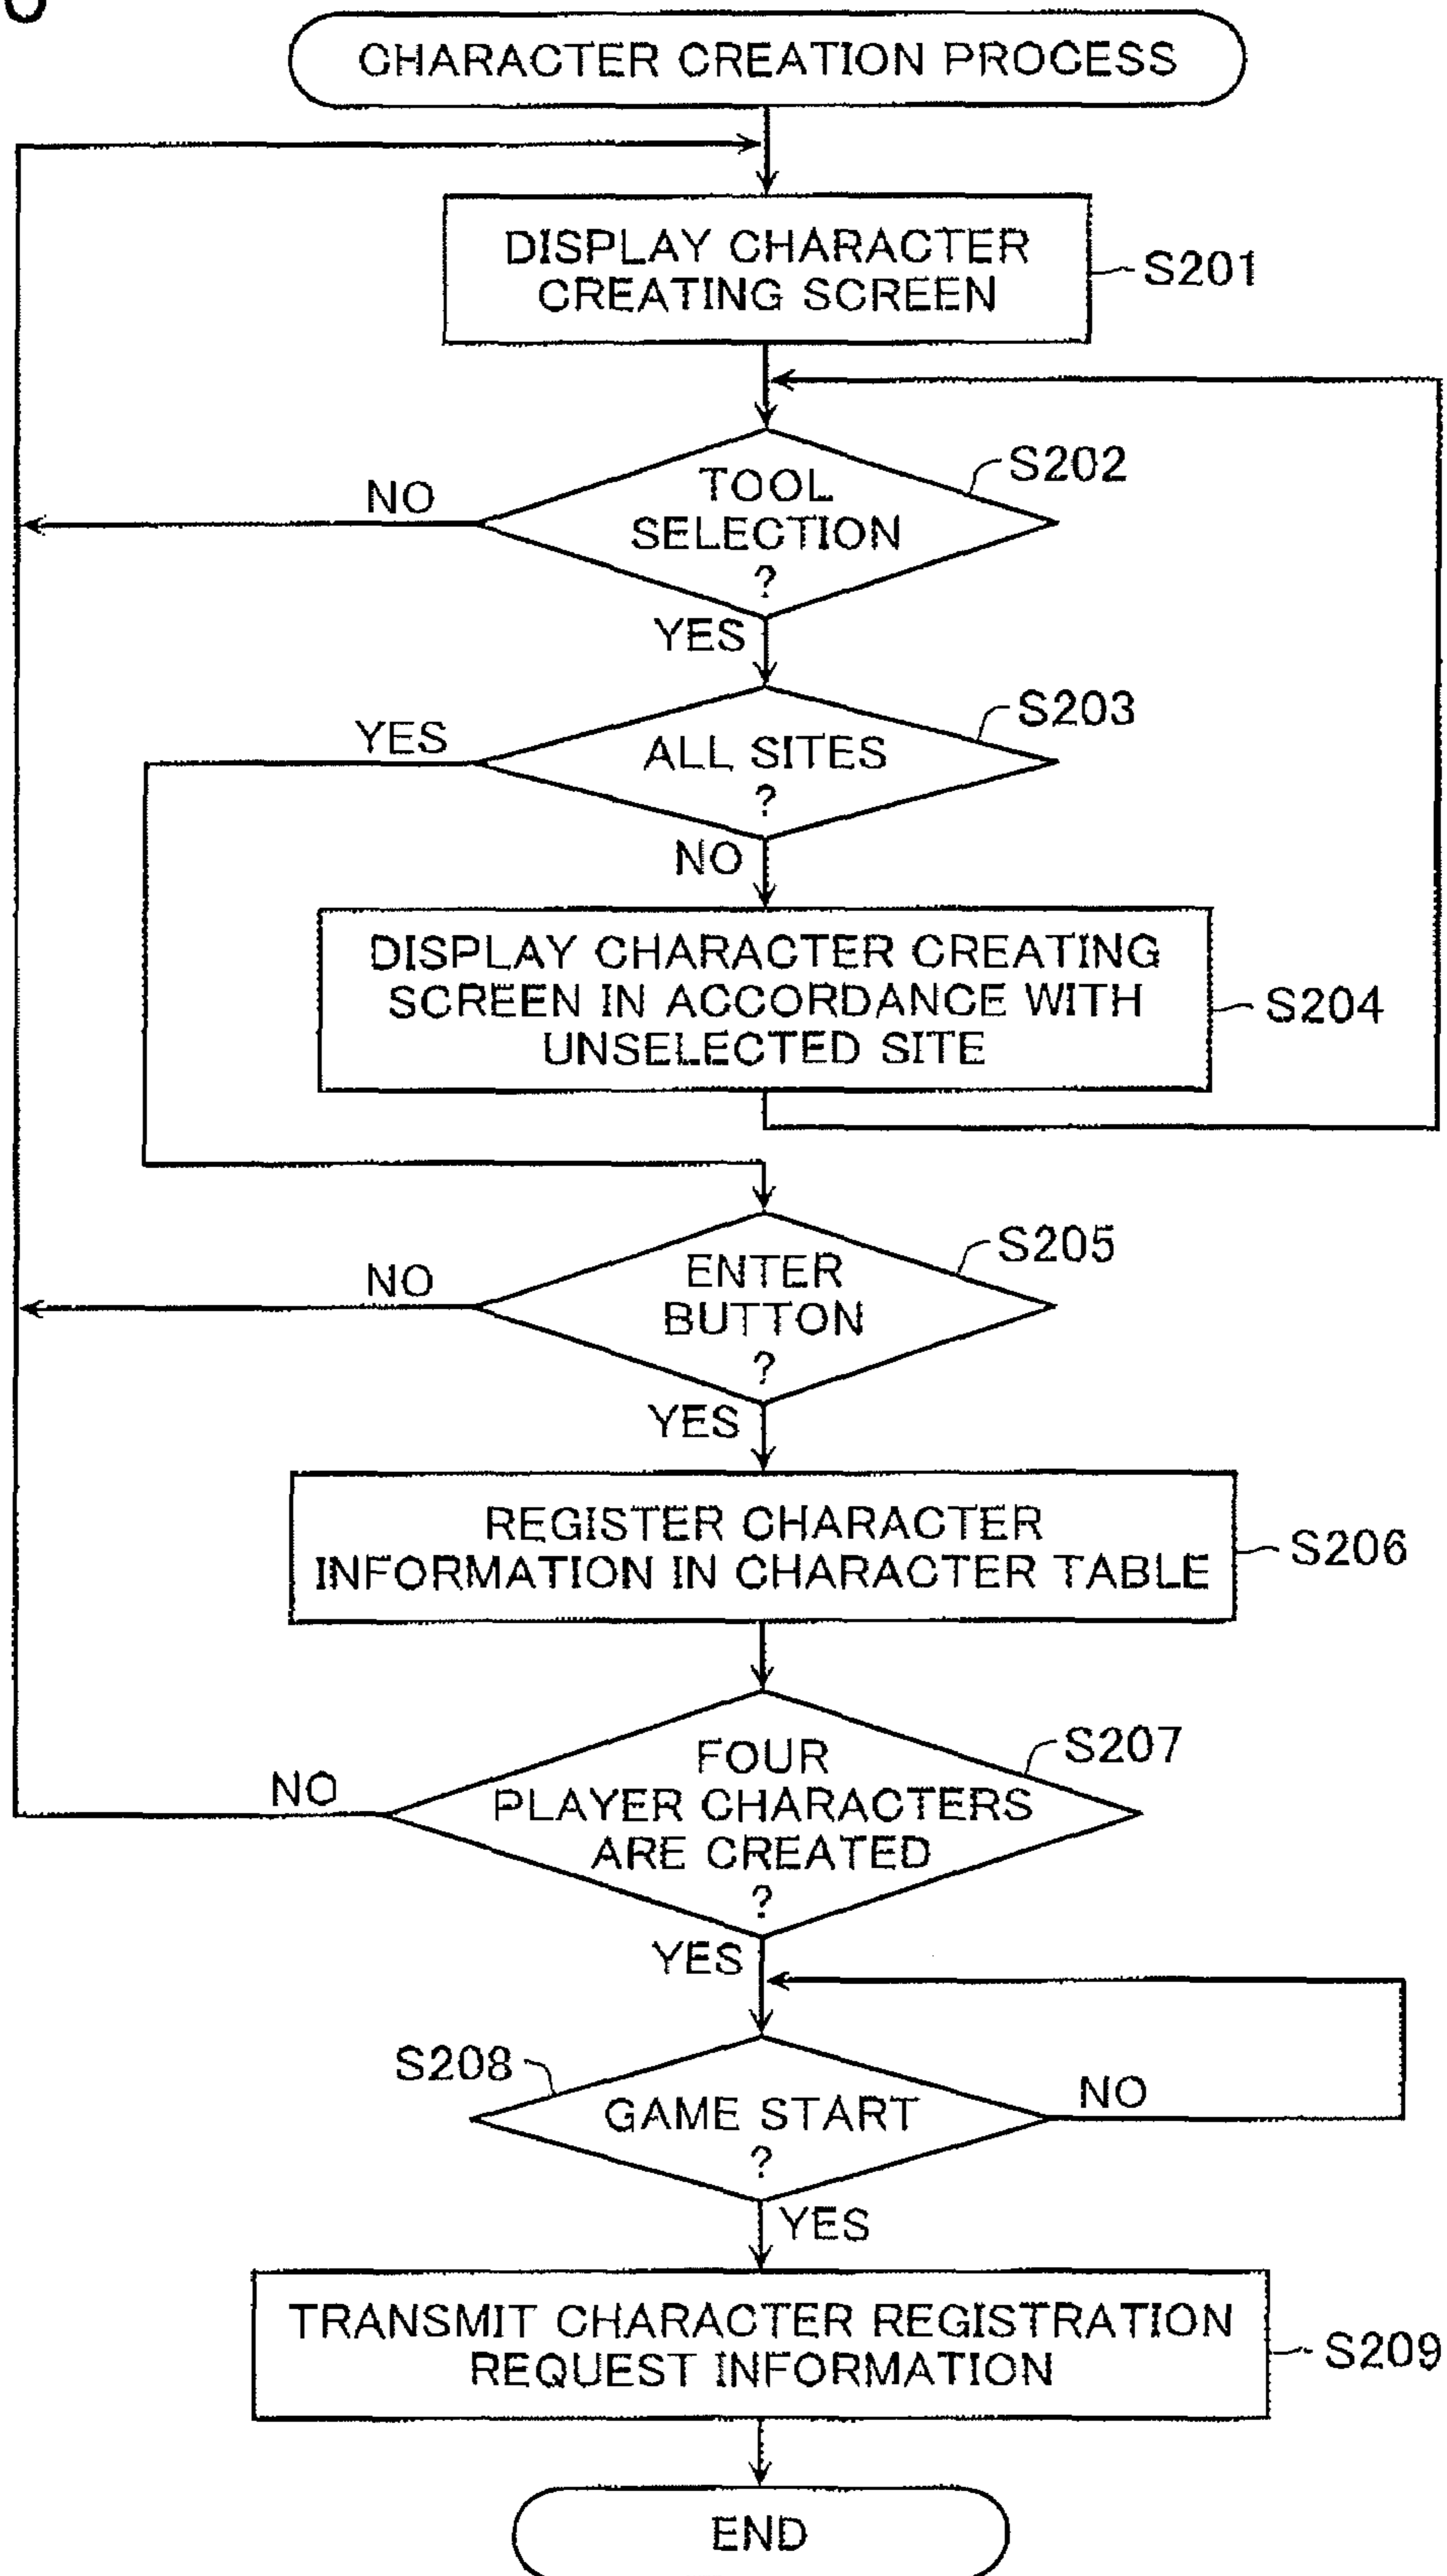 CHARACTER CREATION PROCESS
DISPLAY CHARACTER
CREATING SCREEN
S201
S202
TOOL
SELECTION
?
NO
YES
S203
ALL SITES
?
YES
NO
DISPLAY CHARACTER CREATING
SCREEN IN ACCORDANCE WITH
UNSELECTED SITE
S204
S205
ENTER
BUTTON
?
NO
YES
REGISTER CHARACTER
INFORMATION IN CHARACTER TABLE
S206
S207
FOUR
PLAYER CHARACTERS
ARE CREATED
?
NO
YES
S208
GAME START
?
NO
YES
TRANSMIT CHARACTER REGISTRATION
REQUEST INFORMATION
S209
END